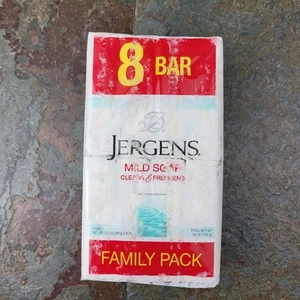 8 BAR
JERGENS
MILD SOAP
CLEANS & FRESHENS
FAMILY PACK